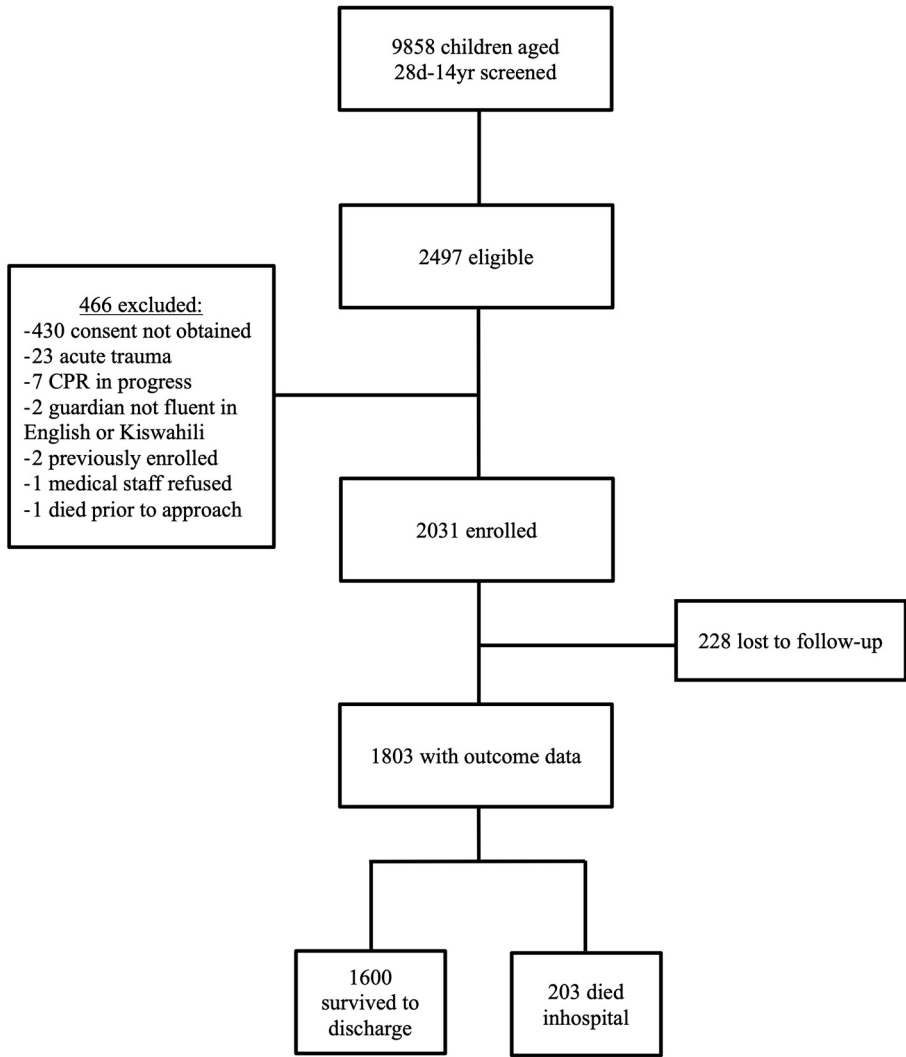 9858 children aged
28d-14yr screened
2497 eligible
466 excluded:
-430 consent not obtained
-23 acute trauma
-7 CPR in progress
-2 guardian not fluent in
English or Kiswahili
-2 previously enrolled
-1 medical staff refused
-1 died prior to approach
2031 enrolled
228 lost to follow-up
1803 with outcome data
1600
survived to
discharge
203 died
inhospital